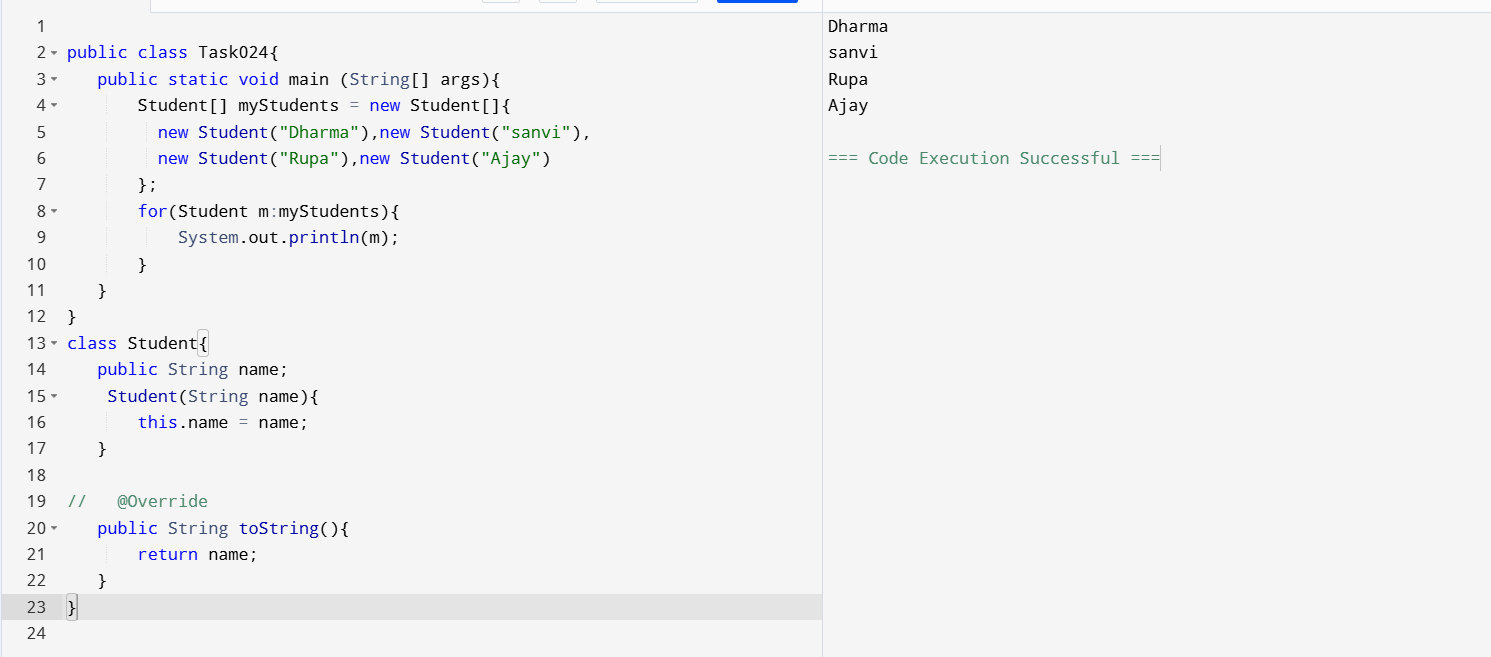 1
2 public class Task024{
3    public static void main (String[] args){
4        Student[] myStudents = new Student[]{
5          new Student("Dharma"),new Student("sanvi"),
6          new Student("Rupa"),new Student("Ajay")
7        };
8        for(Student m:myStudents){
9            System.out.println(m);
10        }
11    }
12 }
13 class Student{
14    public String name;
15     Student(String name){
16        this.name = name;
17    }
18
19 //   @Override
20    public String toString(){
21        return name;
22    }
23 }
24
Dharma
sanvi
Rupa
Ajay
=== Code Execution Successful ===